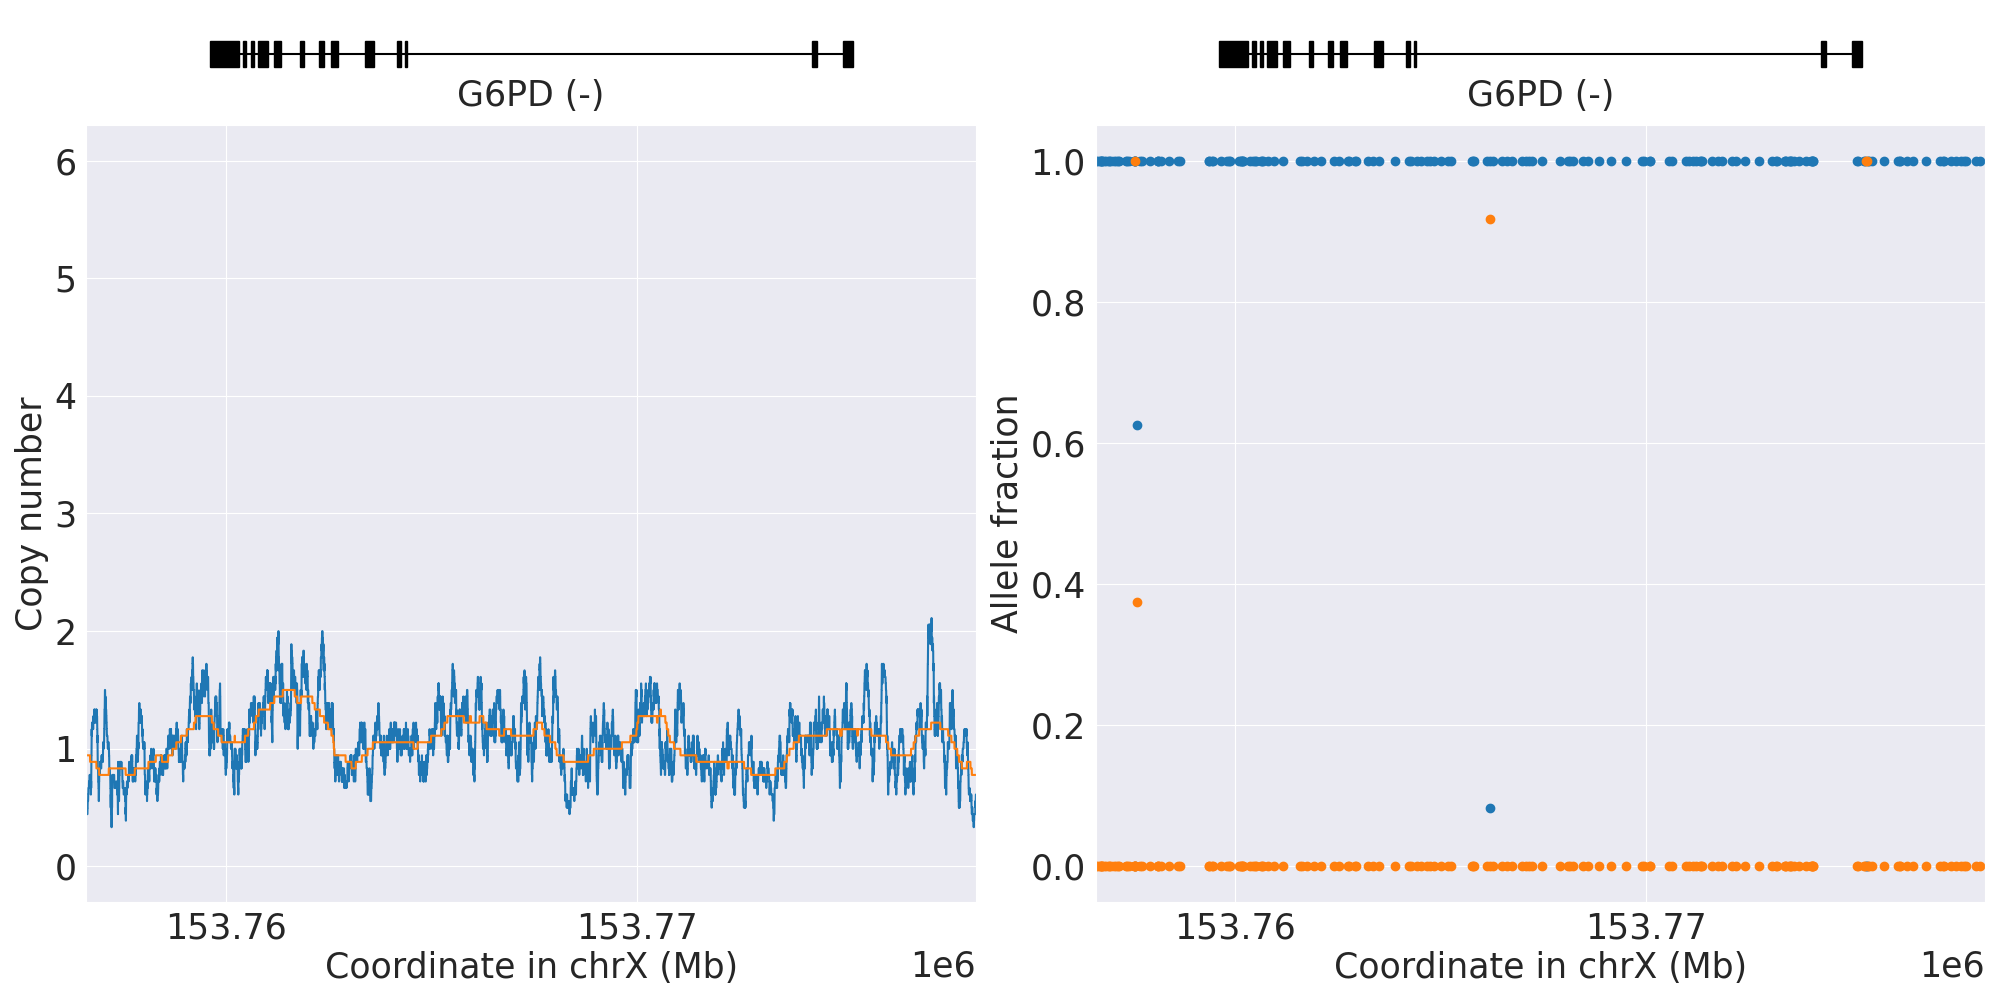 G6PD (-)
6
5
4
3
2
1
0
Copy number
153.76
153.77
Coordinate in chrX (Mb)
1e6
G6PD (-)
1.0
0.8
0.6
0.4
0.2
0.0
Allele fraction
153.76
153.77
Coordinate in chrX (Mb)
1e6